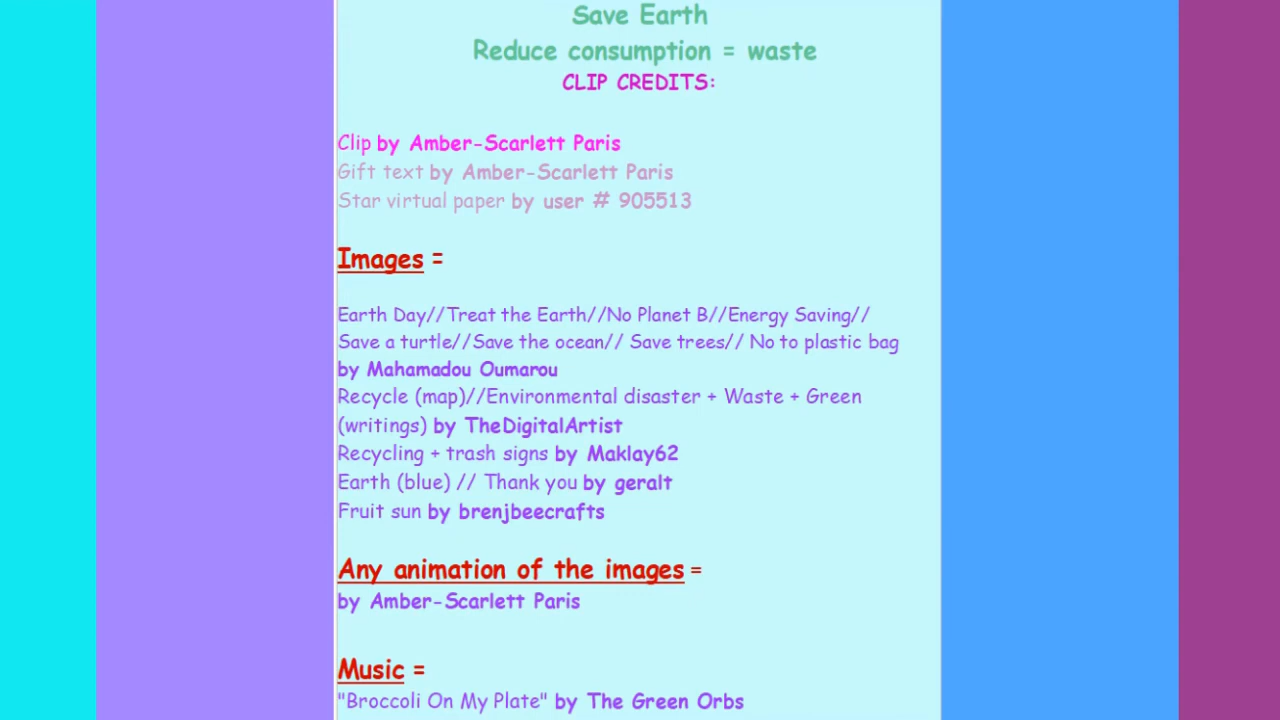 Save Earth
Reduce consumption = waste
CLIP CREDITS:
Clip by Amber-Scarlett Paris
Gift text by Amber-Scarlett Paris
Star virtual paper by user # 905513
Images =
Earth Day//Treat the Earth//No Planet B//Energy Saving//
Save a turtle//Save the ocean// Save trees// No to plastic bag
by Mahamadou Oumarou
Recycle (map)//Environmental disaster + Waste + Green
(writings) by TheDigitalArtist
Recycling + trash signs by Maklay62
Earth (blue) // Thank you by geralt
Fruit sun by brenjbeecrafts
Any animation of the images =
by Amber-Scarlett Paris
Music =
"Broccoli On My Plate" by The Green Orbs